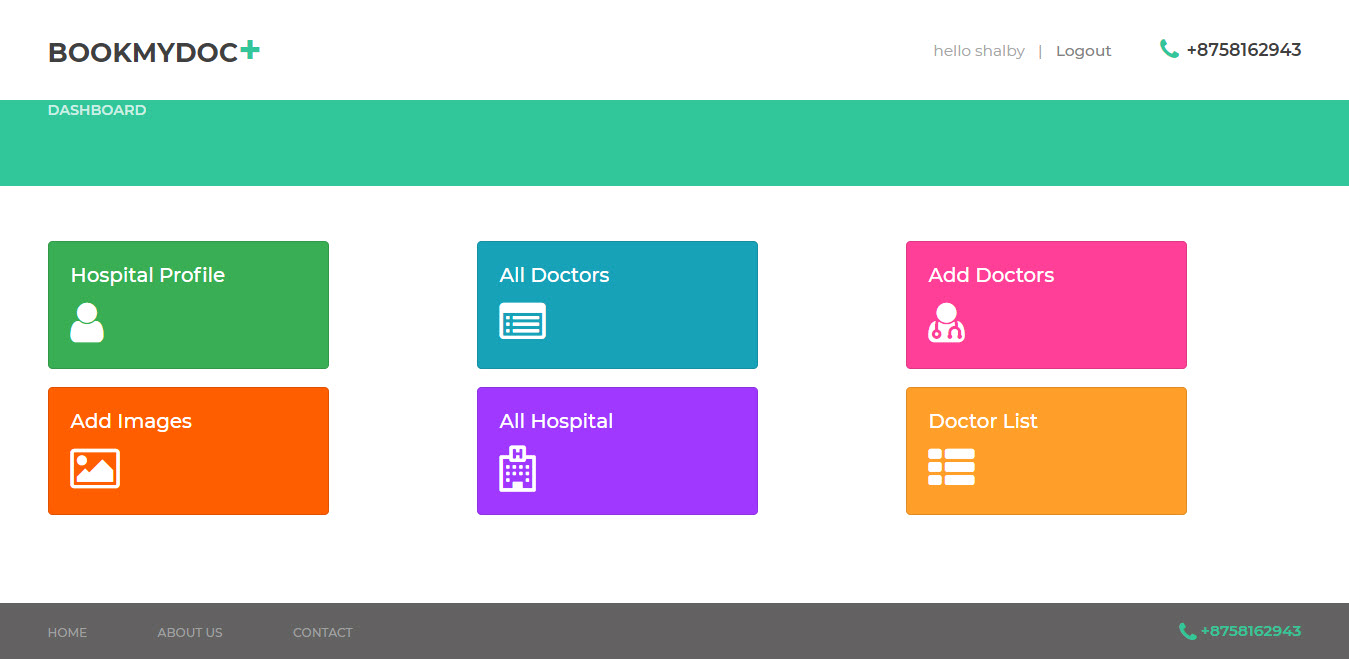 BOOKMYDOC+
hello shalby | Logout +8758162943
DASHBOARD
Hospital Profile
All Doctors
Add Doctors
Add Images
All Hospital
Doctor List
HOME ABOUT US CONTACT +8758162943